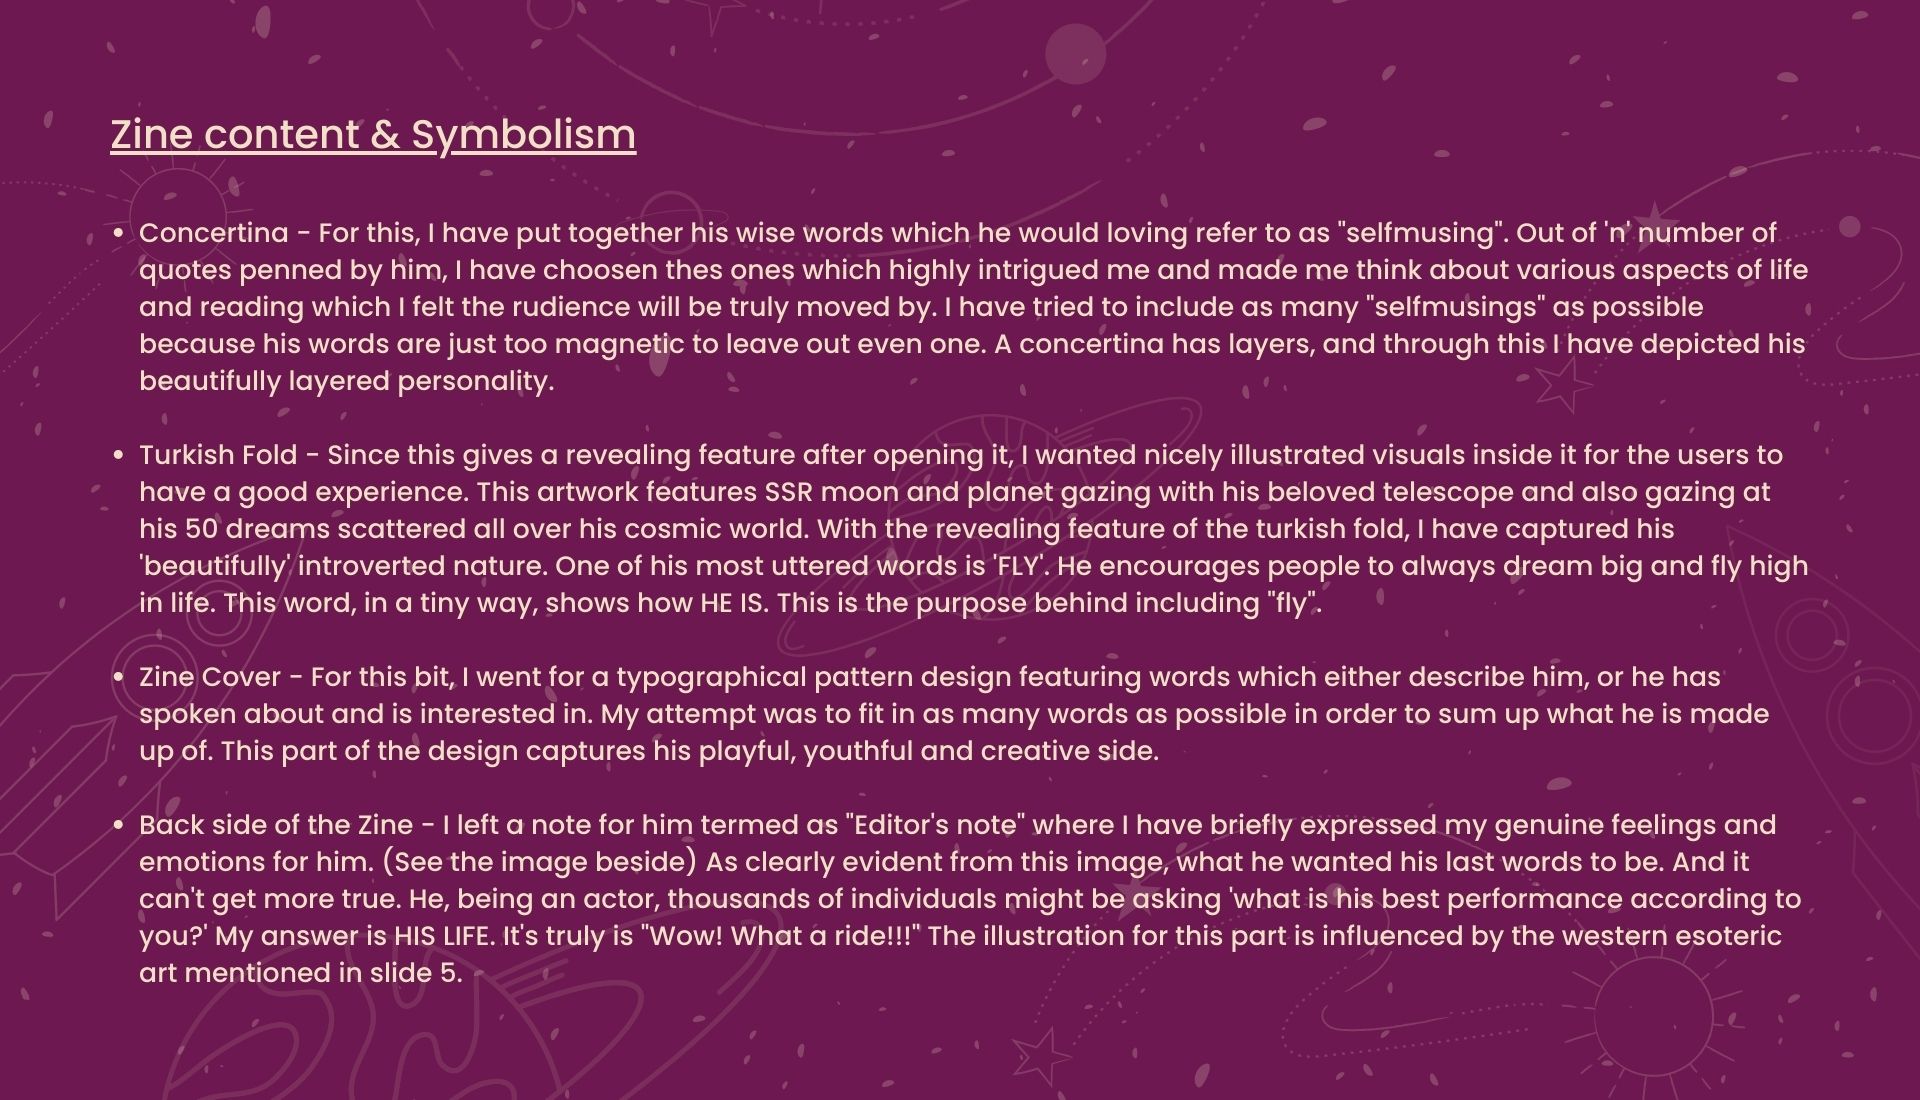 Zine content & Symbolism
• Concertina - For this, I have put together his wise words which he would loving refer to as "selfmusing". Out of 'n' number of
quotes penned by him, I have choosen thes ones which highly intrigued me and made me think about various aspects of life
and reading which I felt the rudience will be truly moved by. I have tried to include as many "selfmusings" as possible
because his words are just too magnetic to leave out even one. A concertina has layers, and through this I have depicted his
beautifully layered personality.
• Turkish Fold - Since this gives a revealing feature after opening it, I wanted nicely illustrated visuals inside it for the users to
have a good experience. This artwork features SSR moon and planet gazing with his beloved telescope and also gazing at
his 50 dreams scattered all over his cosmic world. With the revealing feature of the turkish fold, I have captured his
'beautifully' introverted nature. One of his most uttered words is 'FLY'. He encourages people to always dream big and fly high
in life. This word, in a tiny way, shows how HE IS. This is the purpose behind including "fly".
• Zine Cover - For this bit, I went for a typographical pattern design featuring words which either describe him, or he has
spoken about and is interested in. My attempt was to fit in as many words as possible in order to sum up what he is made
up of. This part of the design captures his playful, youthful and creative side.
• Back side of the Zine - I left a note for him termed as "Editor's note" where I have briefly expressed my genuine feelings and
emotions for him. (See the image beside) As clearly evident from this image, what he wanted his last words to be. And it
can't get more true. He, being an actor, thousands of individuals might be asking 'what is his best performance according to
you?' My answer is HIS LIFE. It's truly is "Wow! What a ride!!!" The illustration for this part is influenced by the western esoteric
art mentioned in slide 5.